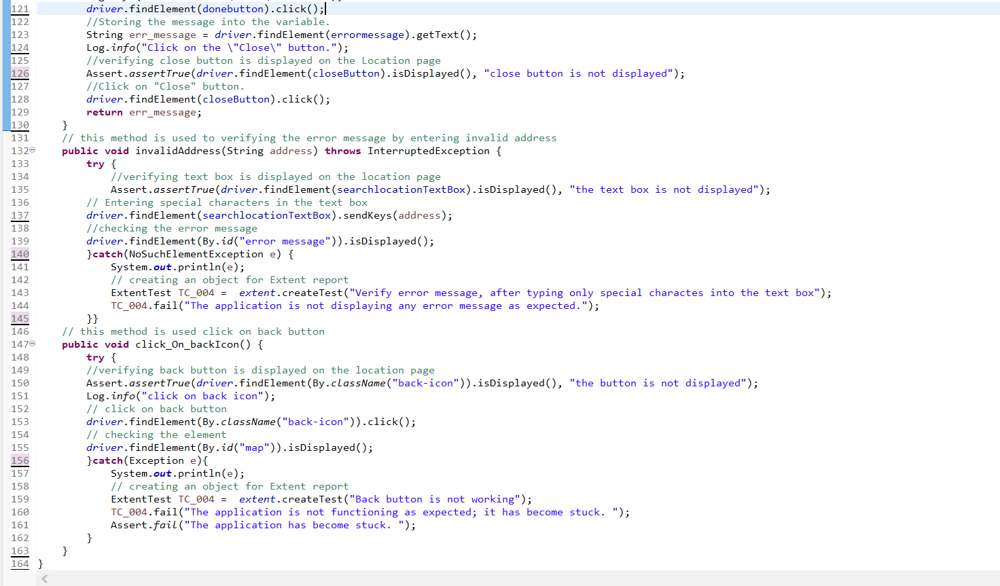 121         driver.findElement(donebutton).click();
122         //Storing the message into the variable.
123         String err_message = driver.findElement(errormessage).getText();
124         Log.info("Click on the \"Close\" button.");
125         //verifying close button is displayed on the Location page
126         Assert.assertTrue(driver.findElement(closeButton).isDisplayed(), "close button is not displayed");
127         //Click on "Close" button.
128         driver.findElement(closeButton).click();
129         return err_message;
130     }
131     // this method is used to verifying the error message by entering invalid address
132     public void invalidAddress(String address) throws InterruptedException {
133         try {
134             //verifying text box is displayed on the location page
135             Assert.assertTrue(driver.findElement(searchlocationTextBox).isDisplayed(), "the text box is not displayed");
136         // Entering special characters in the text box
137         driver.findElement(searchlocationTextBox).sendKeys(address);
138         //checking the error message
139         driver.findElement(By.id("error message")).isDisplayed();
140         }catch(NoSuchElementException e) {
141             System.out.println(e);
142             // creating an object for Extent report
143             ExtentTest TC_004 =  extent.createTest("Verify error message, after typing only special charactes into the text box");
144             TC_004.fail("The application is not displaying any error message as expected.");
145         }}
146     // this method is used click on back button
147     public void click_On_backIcon() {
148         try {
149         //verifying back button is displayed on the location page
150         Assert.assertTrue(driver.findElement(By.className("back-icon")).isDisplayed(), "the button is not displayed");
151         Log.info("click on back icon");
152         // click on back button
153         driver.findElement(By.className("back-icon")).click();
154         // checking the element
155         driver.findElement(By.id("map")).isDisplayed();
156         }catch(Exception e){
157             System.out.println(e);
158             // creating an object for Extent report
159             ExtentTest TC_004 =  extent.createTest("Back button is not working");
160             TC_004.fail("The application is not functioning as expected; it has become stuck. ");
161             Assert.fail("The application has become stuck. ");
162         }
163     }
164 }